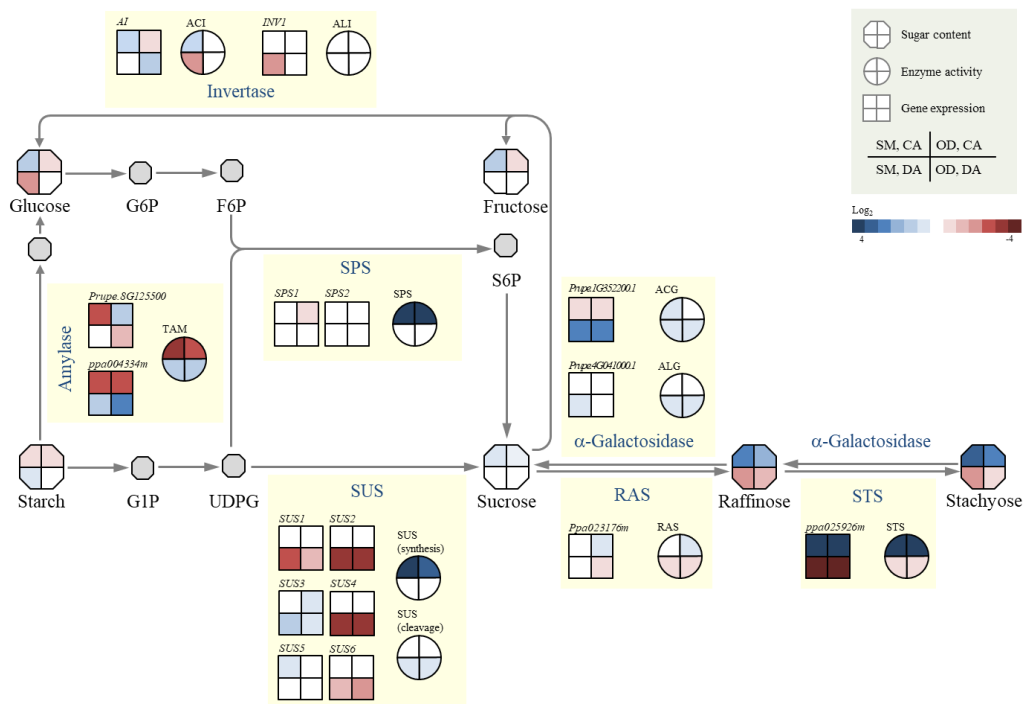 AI
ACI
INV1
ALI
Invertase
Sugar content
Enzyme activity
Gene expression
SM, CA
OD, CA
SM, DA
OD, DA
Log2
4
-4
Glucose
G6P
F6P
Fructose
S6P
SPS
SPS1
SPS2
SPS
Prupe.8G125500
TAM
ppa004334m
Amylase
Prupe.1G352200.1
ACG
Prupe.4G041000.1
ALG
α-Galactosidase
α-Galactosidase
Starch
G1P
UDPG
Sucrose
Raffinose
Stachyose
SUS
SUS1
SUS2
SUS
(synthesis)
SUS3
SUS4
SUS
(cleavage)
SUS5
SUS6
RAS
Ppa023176m
RAS
STS
ppa025926m
STS